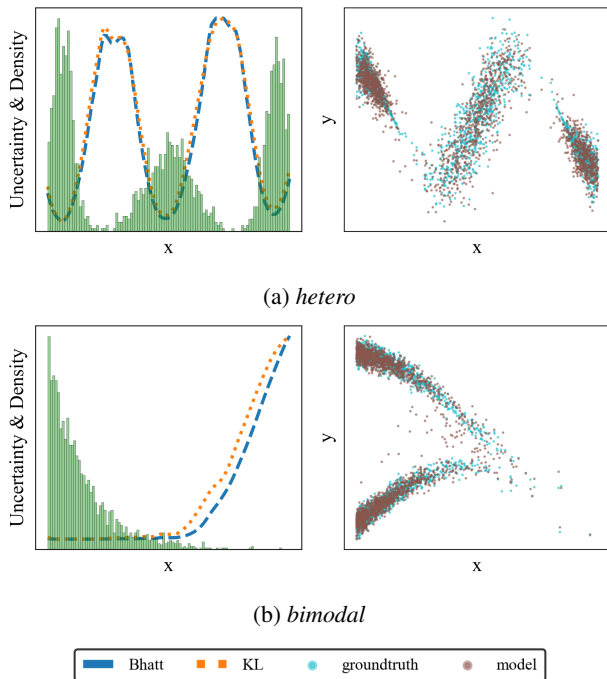 Uncertainty & Density
x
y
x
(a) hetero
Uncertainty & Density
x
y
x
(b) bimodal
Bhatt KL groundtruth model